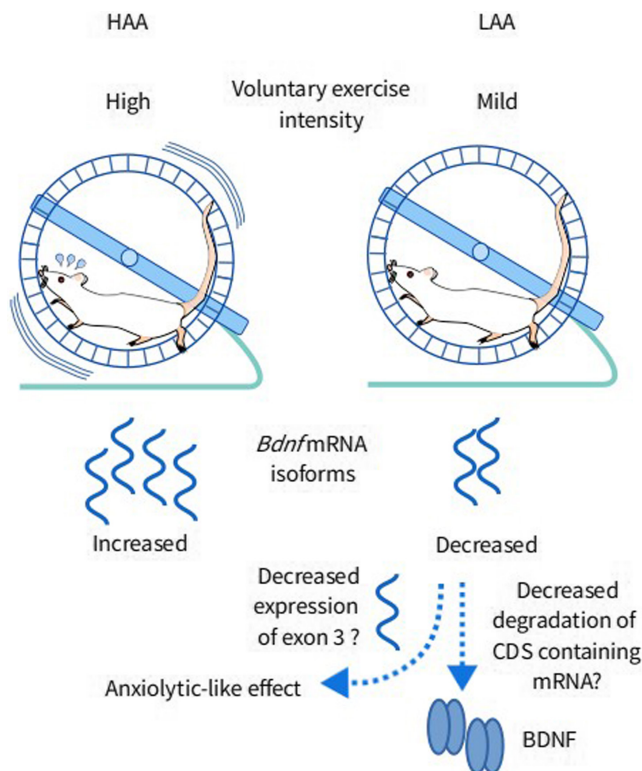 HAA
LAA
High
Voluntary exercise
intensity
Mild
Bdnf mRNA
isoforms
Increased
Decreased
Decreased
expression
of exon 3 ?
Decreased
degradation of
CDS containing
mRNA?
Anxiolytic-like effect
BDNF